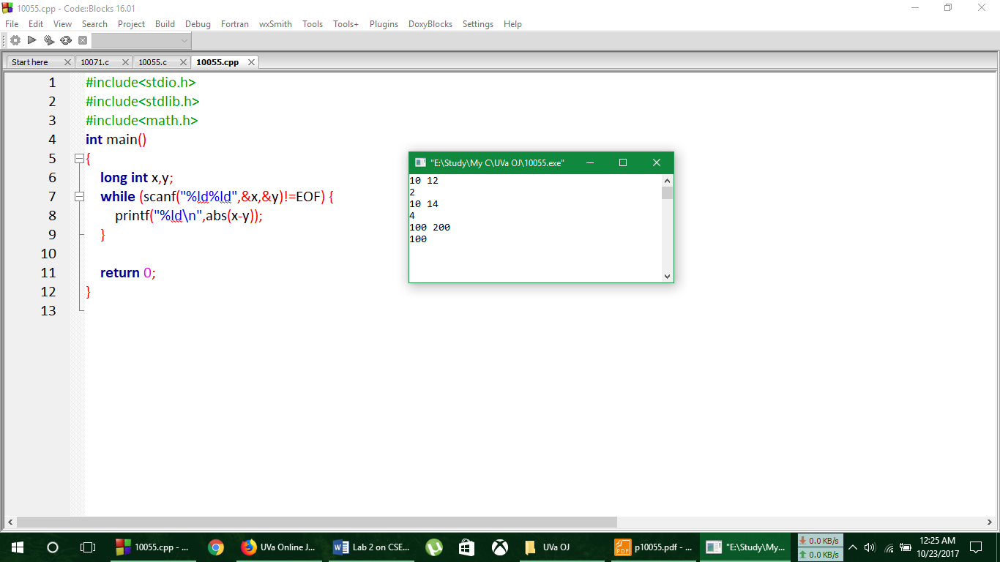 10055.cpp - Code::Blocks 16.01
File Edit View Search Project Build Debug Fortran wxSmith Tools Tools+ Plugins DoxyBlocks Settings Help
Start here 10071.c 10055.c 10055.cpp
1 #include<stdio.h>
2 #include<stdlib.h>
3 #include<math.h>
4 int main()
5 {
6 long int x,y;
7 while (scanf("%ld%ld",&x,&y)!=EOF) {
8 printf("%ld\n",abs(x-y));
9 }
10
11 return 0;
12 }
13
"E:\Study\My C\UVa OJ\10055.exe"
10 12
2
10 14
4
100 200
100
10055.cpp - ... UVa Online J... Lab 2 on CSE... UVa OJ p10055.pdf - ... "E:\Study\My...
0.0 KB/s
0.0 KB/s
12:25 AM
10/23/2017